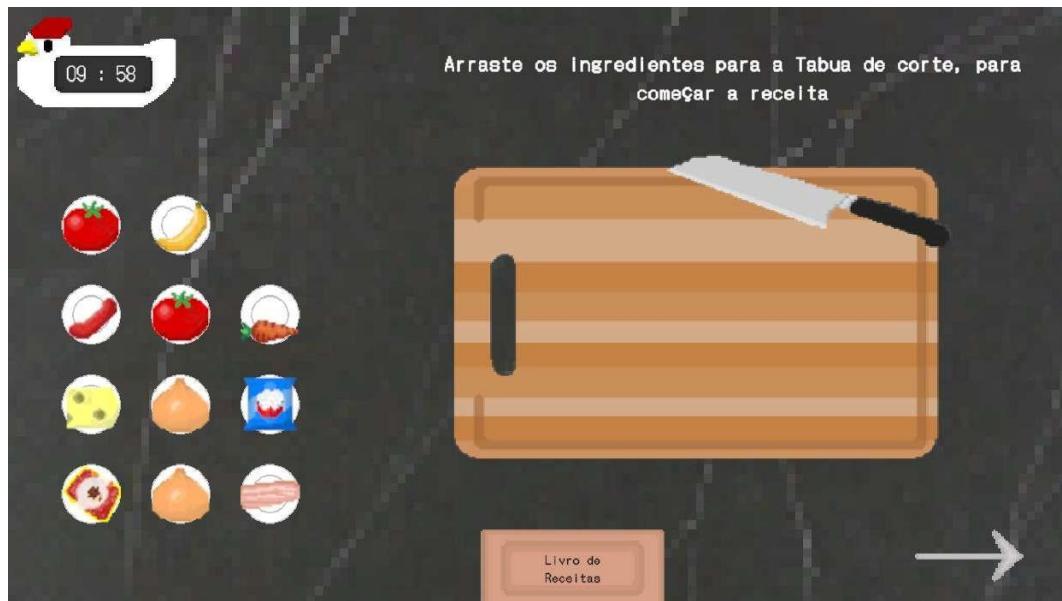 09 : 58
Arraste os ingredientes para a Tabua de corte, para
começar a receita
Livro de
Receitas